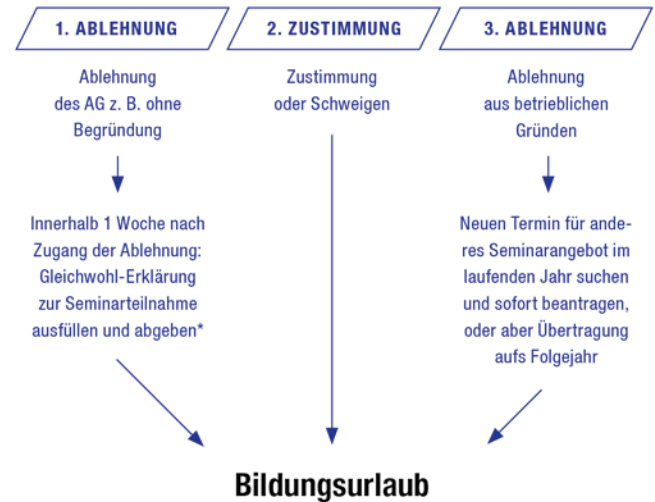 1. ABLEHNUNG
Ablehnung
des AG z. B. ohne
Begründung
Innerhalb 1 Woche nach
Zugang der Ablehnung:
Gleichwohl-Erklärung
zur Seminarteilnahme
ausfüllen und abgeben*
2. ZUSTIMMUNG
Zustimmung
oder Schweigen
3. ABLEHNUNG
Ablehnung
aus betrieblichen
Gründen
Neuen Termin für ande-
res Seminarangebot im
laufenden Jahr suchen
und sofort beantragen,
oder aber Übertragung
aufs Folgejahr
Bildungsurlaub